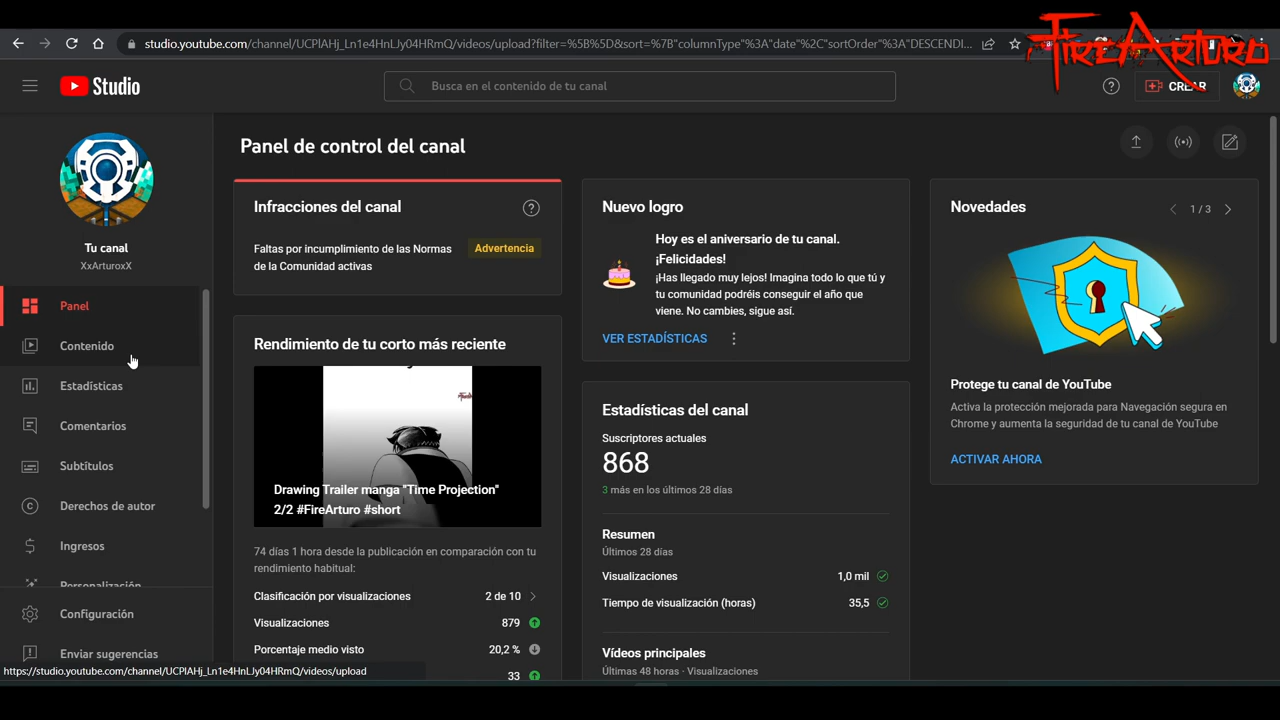 studio.youtube.com/channel/UCPlAHj_Ln1e4HnLJy04HRmQ/videos/upload?filter=%5B%5D&sort=%7B"columnType"%3A"date"%2C"sortOrder"%3A"DESCENDI...
FireArturo
Studio
Busca en el contenido de tu canal
CREAR
Tu canal
XxArturoxX
Panel
Contenido
Estadísticas
Comentarios
Subtítulos
Derechos de autor
Ingresos
Personalización
Configuración
Enviar sugerencias
Panel de control del canal
Infracciones del canal
Faltas por incumplimiento de las Normas de la Comunidad activas
Advertencia
Rendimiento de tu corto más reciente
Drawing Trailer manga "Time Projection"
2/2 #FireArturo #short
74 días 1 hora desde la publicación en comparación con tu
rendimiento habitual:
Clasificación por visualizaciones 2 de 10
Visualizaciones 879
Porcentaje medio visto 20,2 %
33
Nuevo logro
Hoy es el aniversario de tu canal.
¡Felicidades!
¡Has llegado muy lejos! Imagina todo lo que tú y
tu comunidad podréis conseguir el año que
viene. No cambies, sigue así.
VER ESTADÍSTICAS
Estadísticas del canal
Suscriptores actuales
868
3 más en los últimos 28 días
Resumen
Últimos 28 días
Visualizaciones 1,0 mil
Tiempo de visualización (horas) 35,5
Vídeos principales
Últimas 48 horas · Visualizaciones
Novedades
1 / 3
Protege tu canal de YouTube
Activa la protección mejorada para Navegación segura en
Chrome y aumenta la seguridad de tu canal de YouTube
ACTIVAR AHORA
https://studio.youtube.com/channel/UCPlAHj_Ln1e4HnLJy04HRmQ/videos/upload